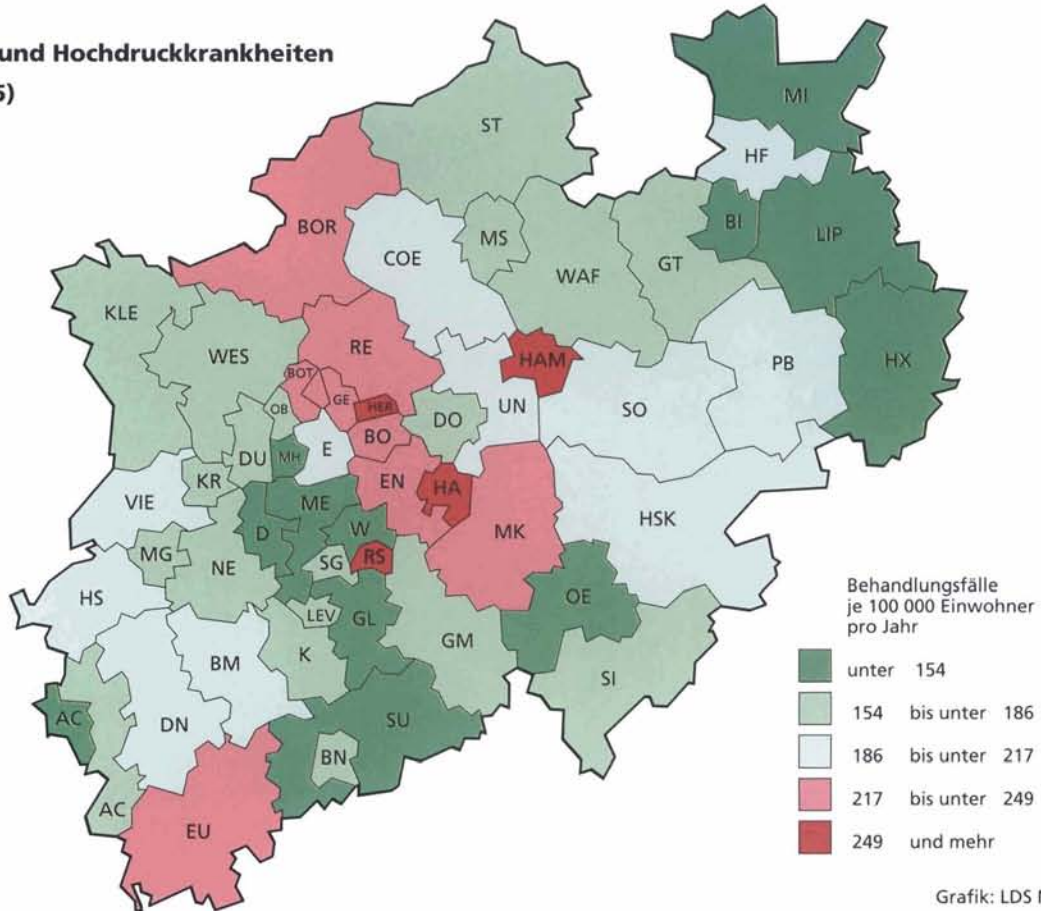 und Hochdruckkrankheiten
5)
MI
ST
HF
BOR
BI
MS
LIP
COE
GT
WAF
KLE
RE
WES
HAM
PB
HX
BOT
GE
OB
HER
UN
SO
DO
BO
E
DU
MH
KR
EN
HA
VIE
ME
HSK
D
W
MK
MG
RS
SG
NE
HS
OE
LEV
GL
GM
K
BM
SI
AC
DN
SU
BN
AC
EU
Behandlungsfälle
je 100 000 Einwohner
pro Jahr
unter 154
154 bis unter 186
186 bis unter 217
217 bis unter 249
249 und mehr
Grafik: LDS